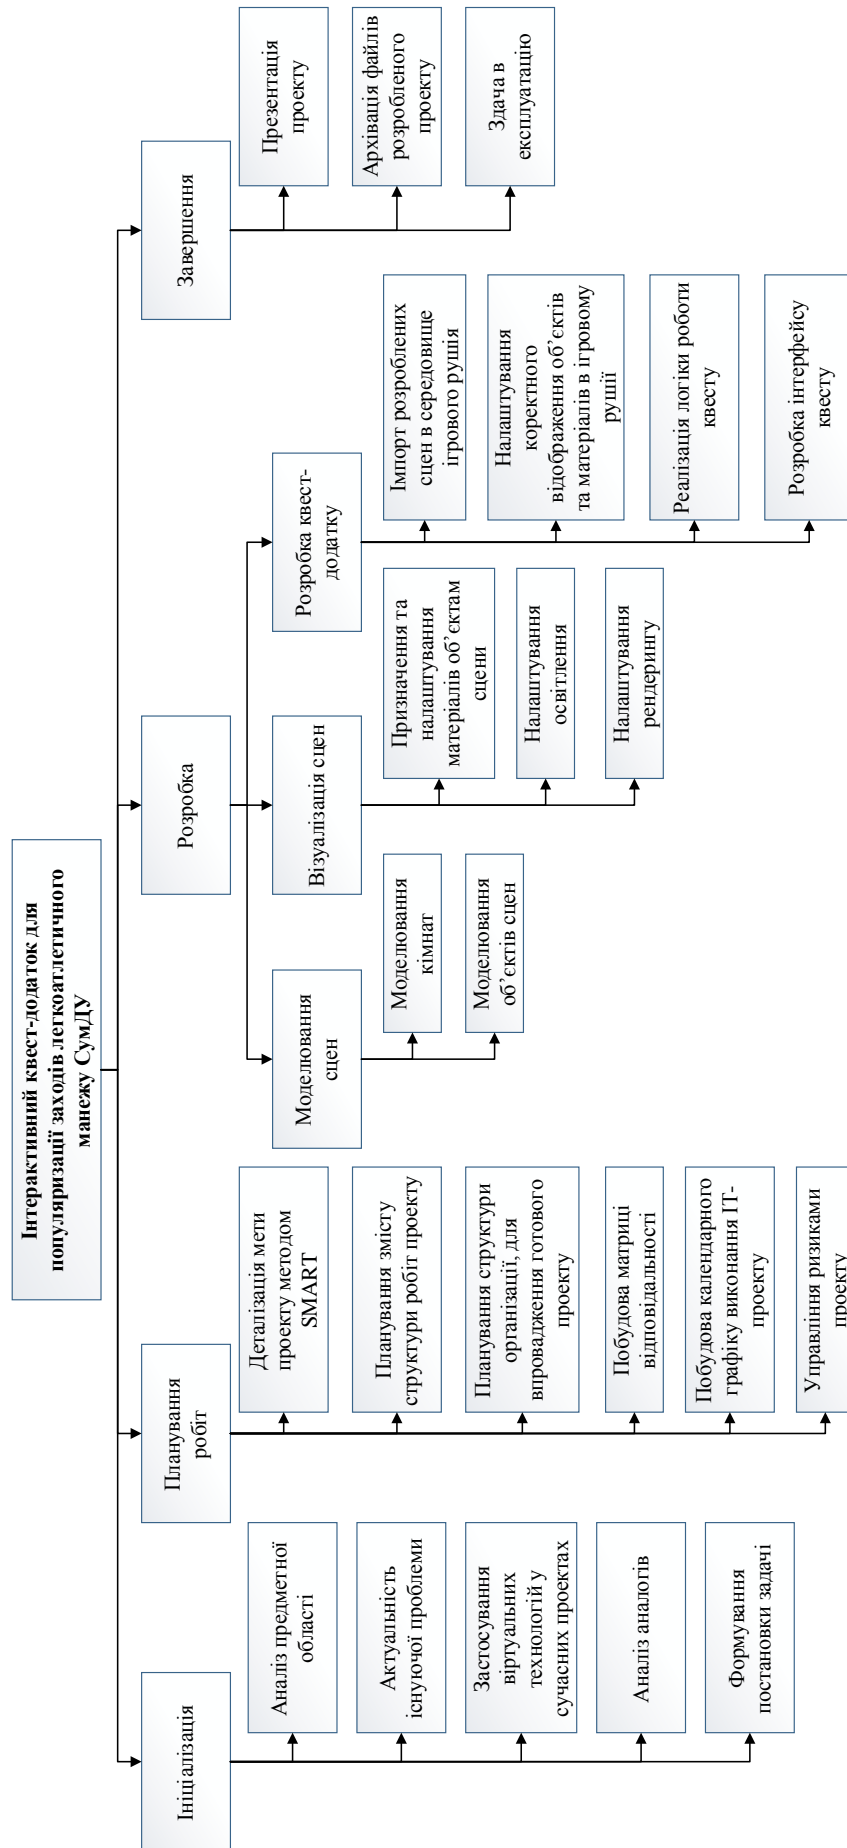 Інтерактивний квест-додаток для
популяризації заходів легкоатлетичного
манежу СумДУ
Ініціалізація
Аналіз предметної
області
Актуальність
існуючої проблеми
Застосування
віртуальних
технологій у
сучасних проектах
Аналіз аналогів
Формування
постановки задачі
Планування
робіт
Деталізація мети
проекту методом
SMART
Планування змісту
структури робіт проекту
Планування структури
організації, для
впровадження готового
проекту
Побудова матриці
відповідальності
Побудова календарного
графіку виконання ІТ-
проекту
Управління ризиками
проекту
Розробка
Моделювання
сцен
Моделювання
кімнат
Моделювання
об’єктів сцен
Візуалізація сцен
Призначення та
налаштування
матеріалів об’єктам
сцени
Налаштування
освітлення
Налаштування
рендерингу
Розробка квест-
додатку
Імпорт розроблених
сцен в середовище
ігрового рушія
Налаштування
коректного
відображення об’єктів
та матеріалів в ігровому
рушії
Реалізація логіки роботи
квесту
Розробка інтерфейсу
квесту
Завершення
Презентація
проекту
Архівація файлів
розробленого
проекту
Здача в
експлуатацію